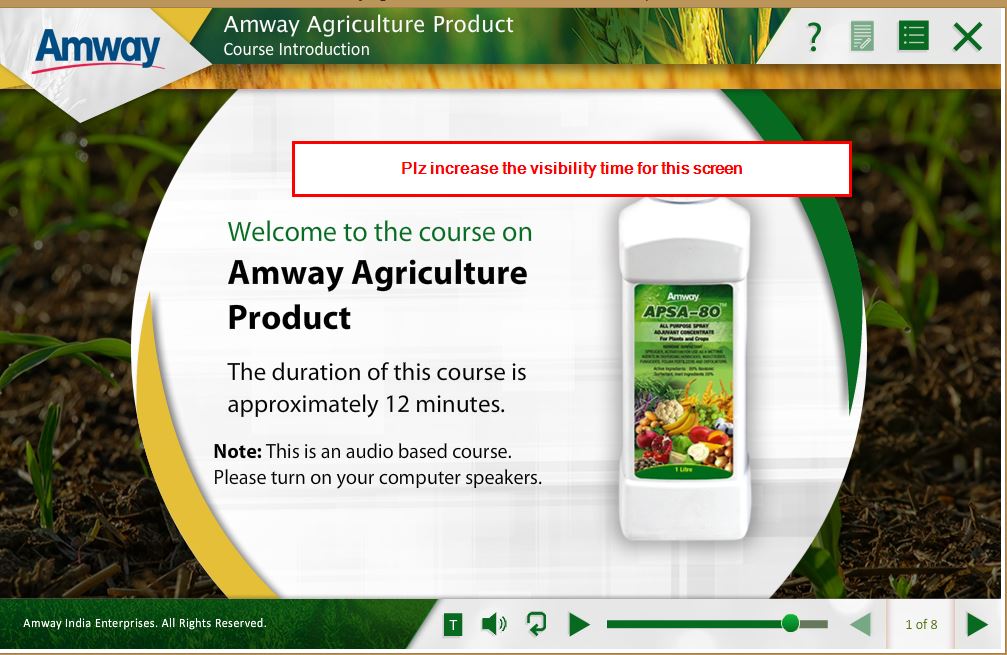 Amway
Amway Agriculture Product
Course Introduction
?
Plz increase the visibility time for this screen
Welcome to the course on
Amway Agriculture
Product
The duration of this course is
approximately 12 minutes.
Note: This is an audio based course.
Please turn on your computer speakers.
Amway
APSA-80™
ALL PURPOSE SPRAY
ADJUVANT CONCENTRATE
For Plants and Crops
1 Litre
Amway India Enterprises. All Rights Reserved.
T
1 of 8